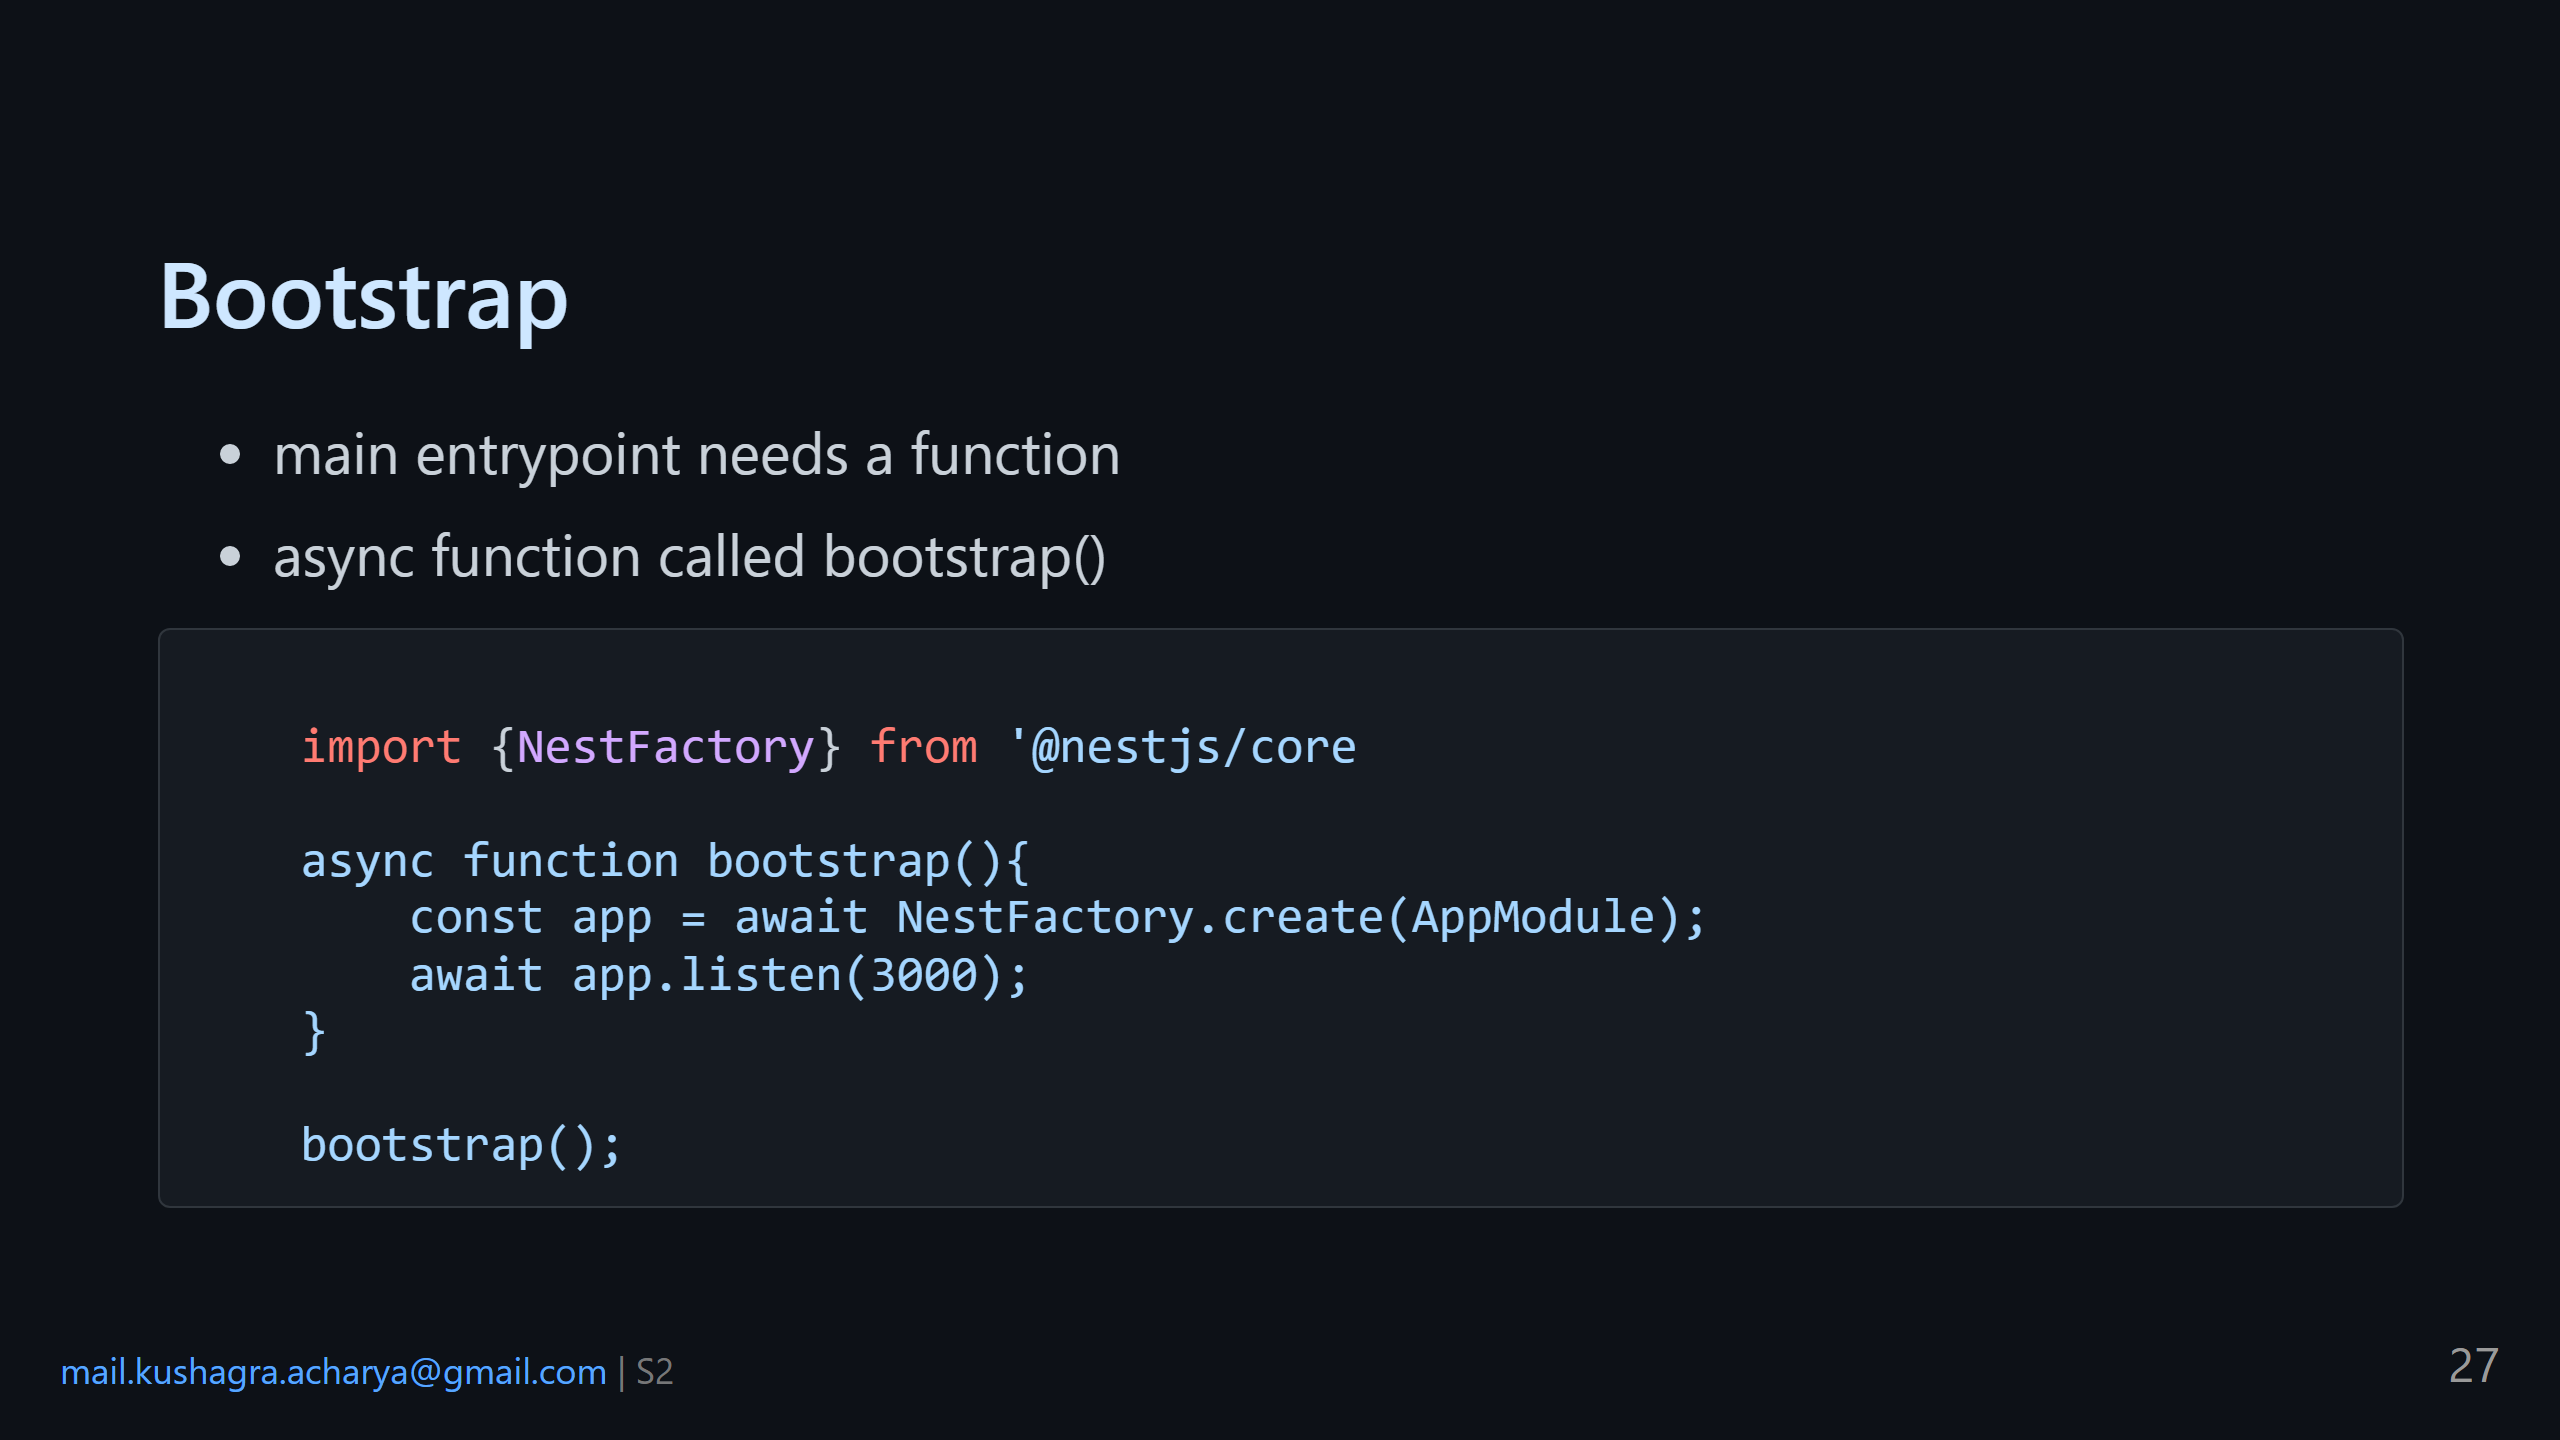 Bootstrap
• main entrypoint needs a function
• async function called bootstrap()
import {NestFactory} from '@nestjs/core
async function bootstrap(){
    const app = await NestFactory.create(AppModule);
    await app.listen(3000);
}
bootstrap();
mail.kushagra.acharya@gmail.com | S2
27